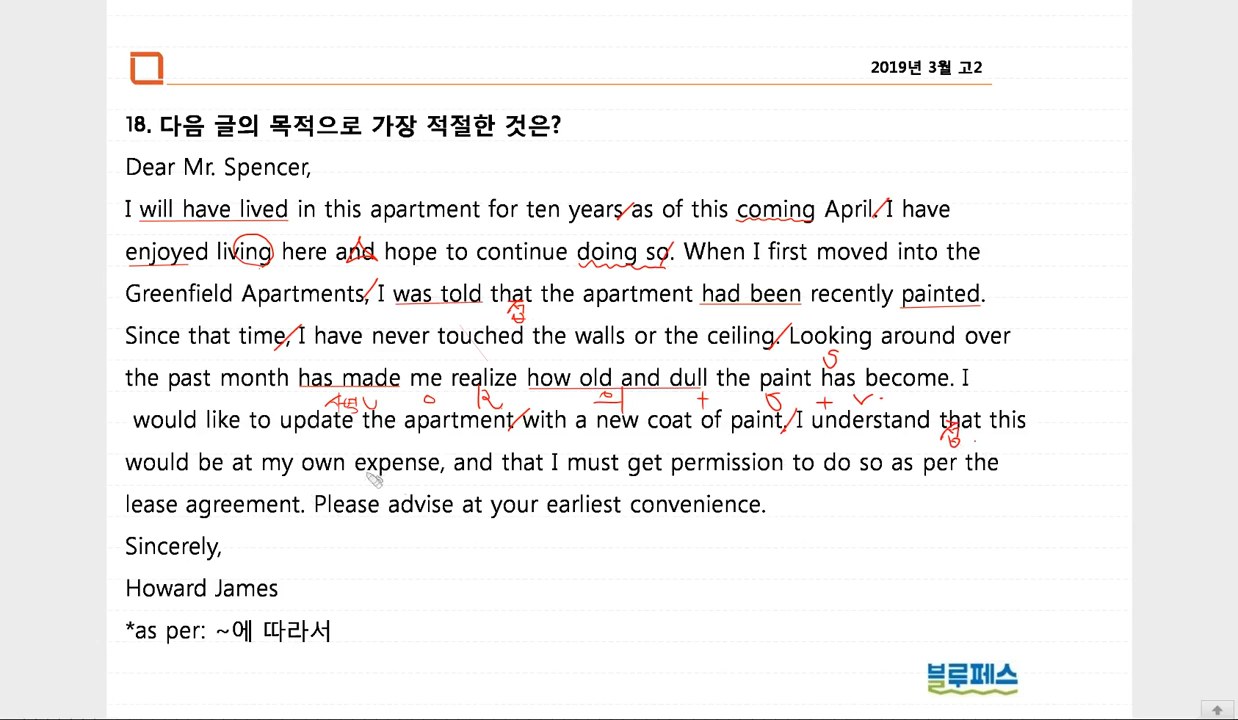 2019년 3월 고2
18. 다음 글의 목적으로 가장 적절한 것은?
Dear Mr. Spencer,
I will have lived in this apartment for ten years as of this coming April. I have
enjoyed living here and hope to continue doing so. When I first moved into the
Greenfield Apartments, I was told that the apartment had been recently painted.
접
Since that time, I have never touched the walls or the ceiling. Looking around over
S
the past month has made me realize how old and dull the paint has become. I
사역V O R 의 + S + V
would like to update the apartment with a new coat of paint. I understand that this
접
would be at my own expense, and that I must get permission to do so as per the
lease agreement. Please advise at your earliest convenience.
Sincerely,
Howard James
*as per: ~에 따라서
블루페스